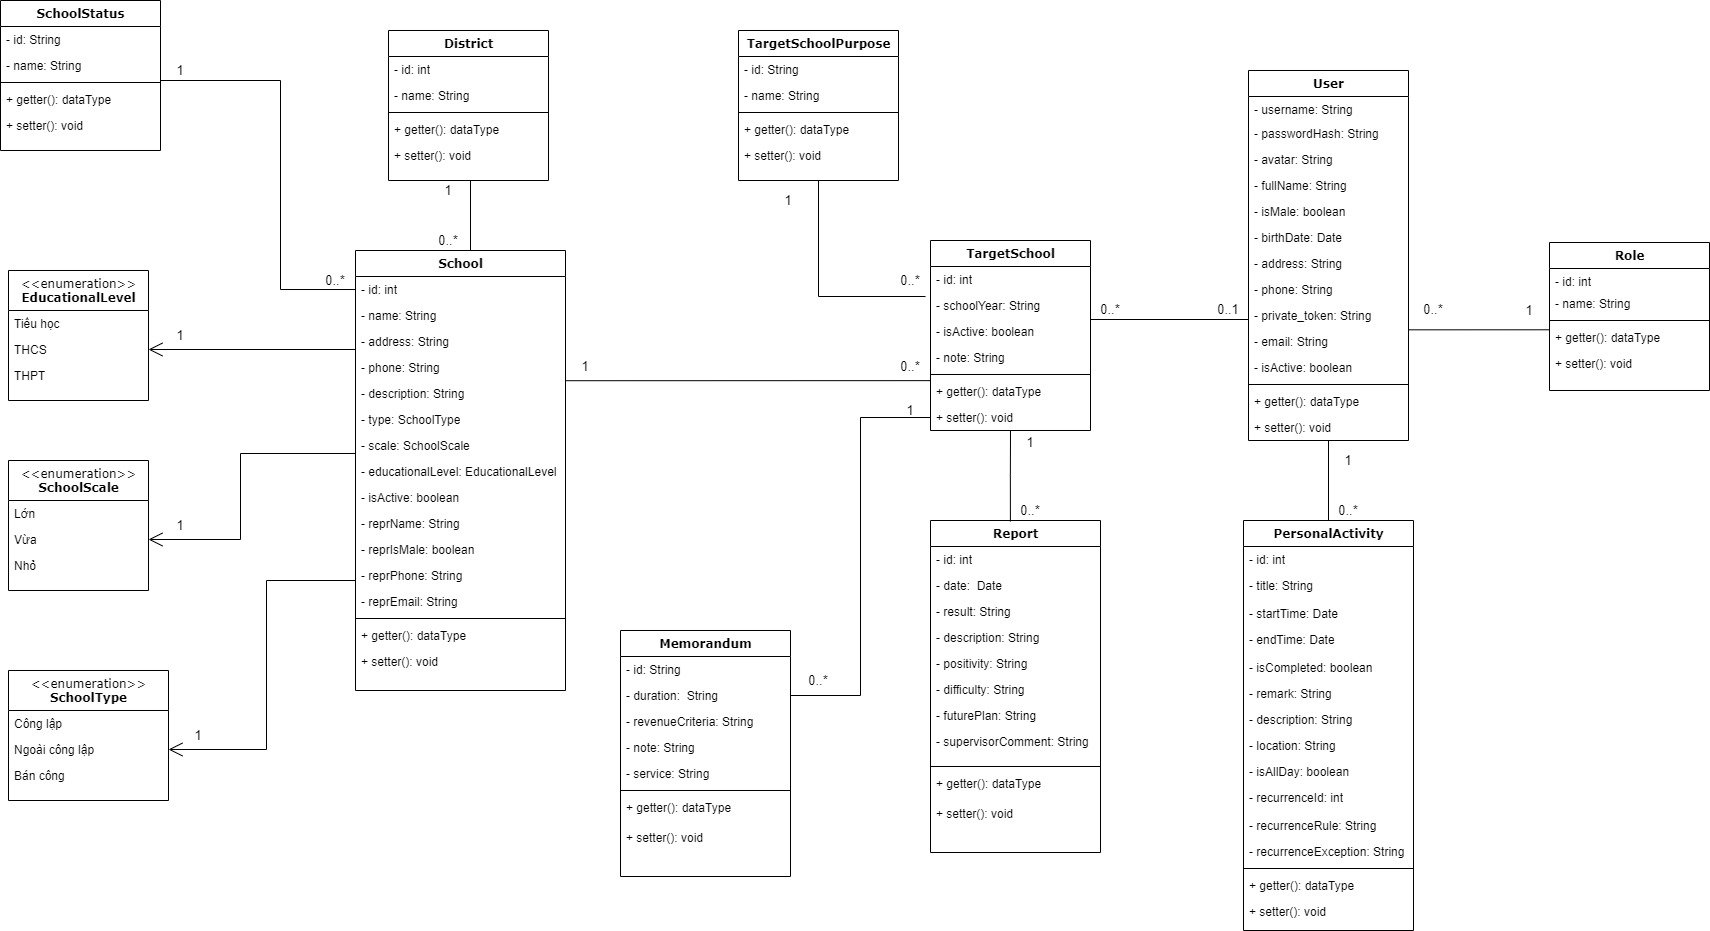 SchoolStatus
- id: String
- name: String
+ getter(): dataType
+ setter(): void
1
District
- id: int
- name: String
+ getter(): dataType
+ setter(): void
1
0..*
TargetSchoolPurpose
- id: String
- name: String
+ getter(): dataType
+ setter(): void
1
0..*
User
- username: String
- passwordHash: String
- avatar: String
- fullName: String
- isMale: boolean
- birthDate: Date
- address: String
- phone: String
- private_token: String
- email: String
- isActive: boolean
+ getter(): dataType
+ setter(): void
0..*
1
Role
- id: int
- name: String
+ getter(): dataType
+ setter(): void
TargetSchool
- id: int
- schoolYear: String
- isActive: boolean
- note: String
+ getter(): dataType
+ setter(): void
0..*
0..1
<<enumeration>>
EducationalLevel
Tiểu học
THCS
THPT
1
0..*
School
- id: int
- name: String
- address: String
- phone: String
- description: String
- type: SchoolType
- scale: SchoolScale
- educationalLevel: EducationalLevel
- isActive: boolean
- reprName: String
- reprIsMale: boolean
- reprPhone: String
- reprEmail: String
+ getter(): dataType
+ setter(): void
1
0..*
1
1
0..*
1
0..*
<<enumeration>>
SchoolScale
Lớn
Vừa
Nhỏ
1
<<enumeration>>
SchoolType
Công lập
Ngoài công lập
Bán công
1
Memorandum
- id: String
- duration:  String
- revenueCriteria: String
- note: String
- service: String
+ getter(): dataType
+ setter(): void
0..*
Report
- id: int
- date:  Date
- result: String
- description: String
- positivity: String
- difficulty: String
- futurePlan: String
- supervisorComment: String
+ getter(): dataType
+ setter(): void
PersonalActivity
- id: int
- title: String
- startTime: Date
- endTime: Date
- isCompleted: boolean
- remark: String
- description: String
- location: String
- isAllDay: boolean
- recurrenceId: int
- recurrenceRule: String
- recurrenceException: String
+ getter(): dataType
+ setter(): void